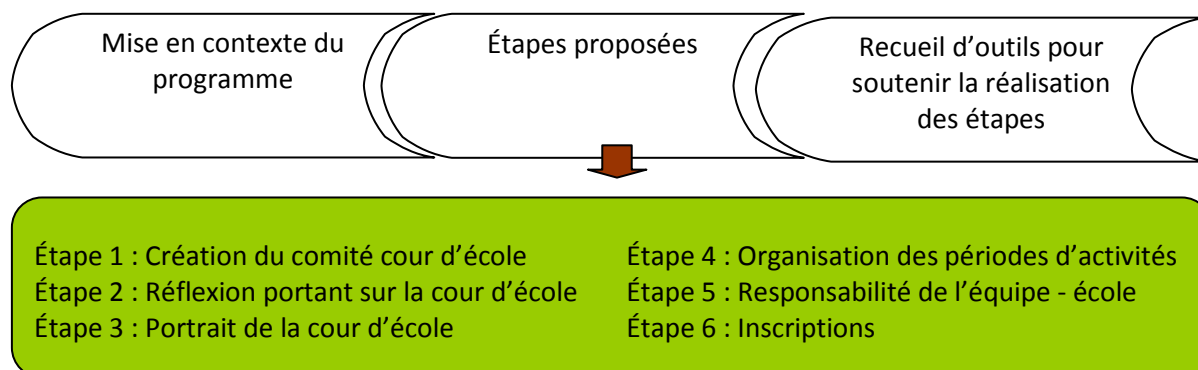 Mise en contexte du
programme
Étapes proposées
Recueil d’outils pour
soutenir la réalisation
des étapes
Étape 1 : Création du comité cour d’école
Étape 2 : Réflexion portant sur la cour d’école
Étape 3 : Portrait de la cour d’école
Étape 4 : Organisation des périodes d’activités
Étape 5 : Responsabilité de l’équipe - école
Étape 6 : Inscriptions